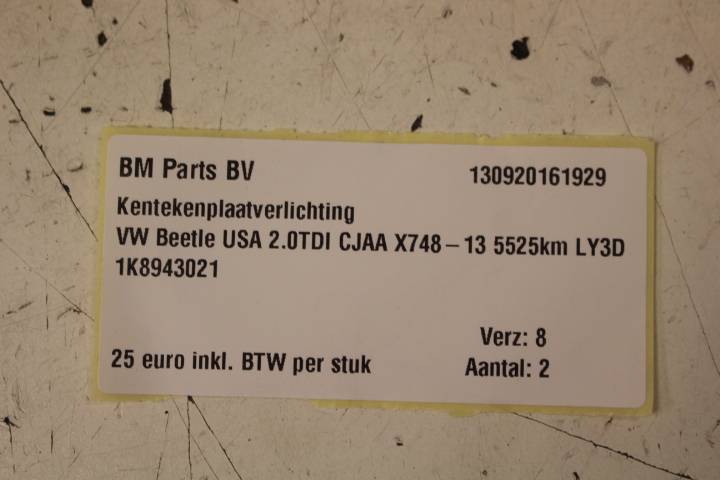 BM Parts BV 130920161929
Kentekenplaatverlichting
VW Beetle USA 2.0TDI CJAA X748 – 13 5525km LY3D
1K8943021
Verz: 8
25 euro inkl. BTW per stuk Aantal: 2